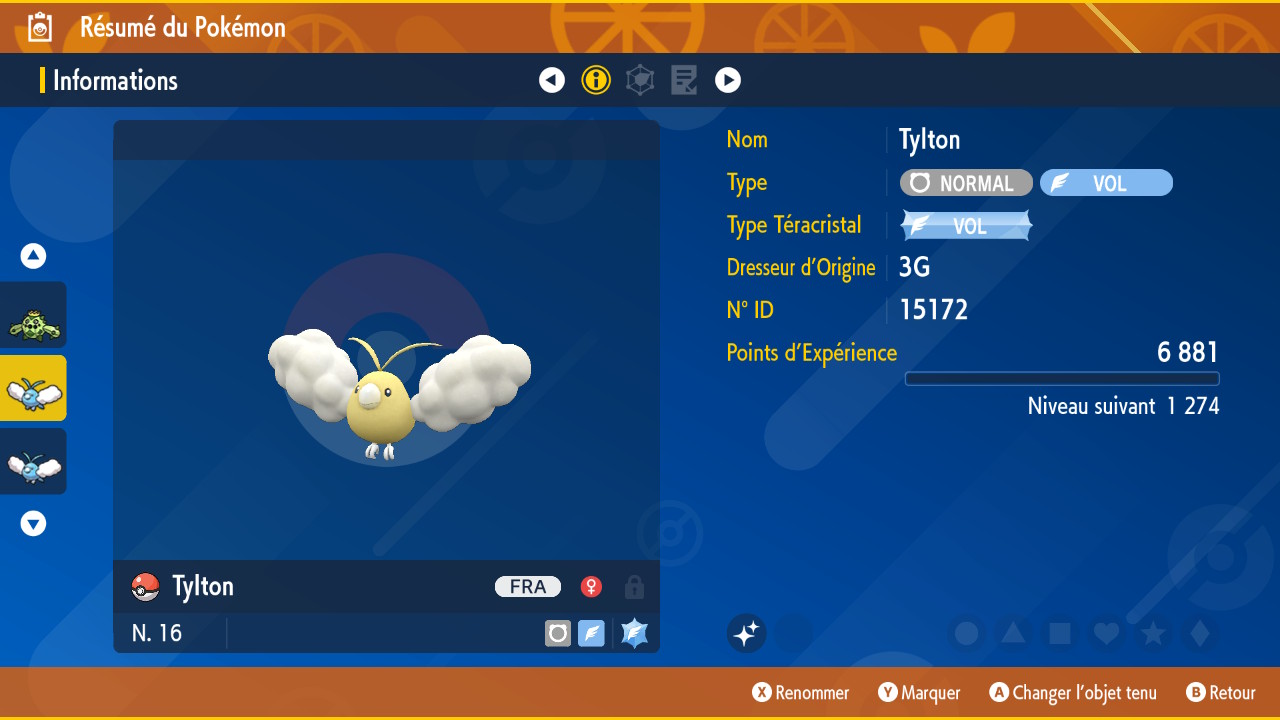 Résumé du Pokémon
Informations
Nom Tylton
Type NORMAL VOL
Type Téracristal VOL
Dresseur d'Origine 3G
N° ID 15172
Points d'Expérience 6 881
Niveau suivant 1 274
Tylton FRA
N. 16
X Renommer Y Marquer A Changer l'objet tenu B Retour